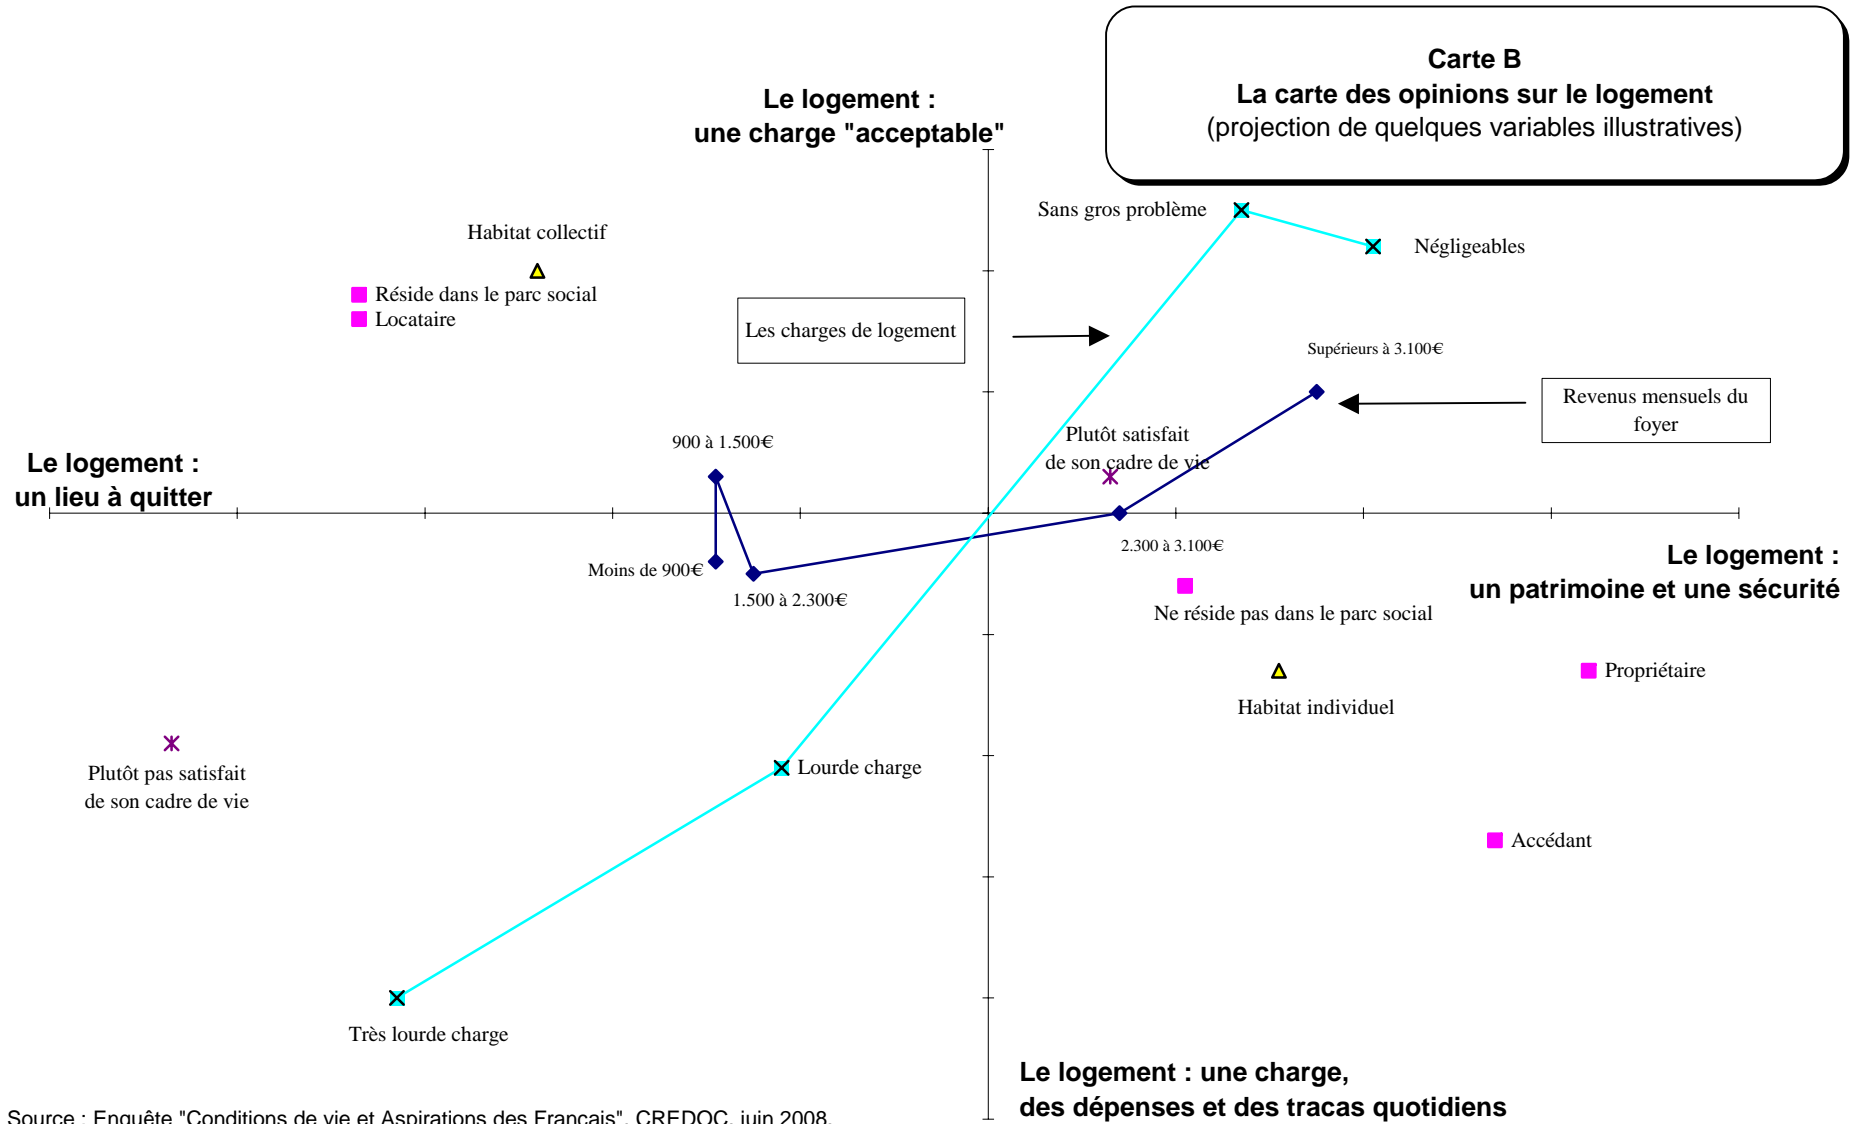 Carte B
La carte des opinions sur le logement
(projection de quelques variables illustratives)
Le logement :
une charge "acceptable"
Sans gros problème
Négligeables
Habitat collectif
Réside dans le parc social
Locataire
Les charges de logement
Supérieurs à 3.100€
Revenus mensuels du
foyer
900 à 1.500€
Plutôt satisfait
de son cadre de vie
Le logement :
un lieu à quitter
2.300 à 3.100€
Le logement :
un patrimoine et une sécurité
Moins de 900€
1.500 à 2.300€
Ne réside pas dans le parc social
Propriétaire
Habitat individuel
Plutôt pas satisfait
de son cadre de vie
Lourde charge
Accédant
Très lourde charge
Le logement : une charge,
des dépenses et des tracas quotidiens
Source : Enquête "Conditions de vie et Aspirations des Français", CREDOC, juin 2008.